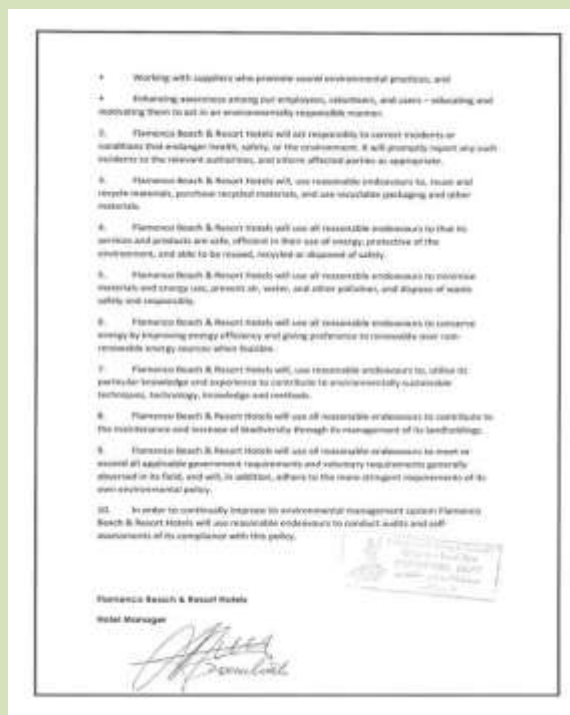 • Working with suppliers who promote sound environmental practices, and
• Enhancing awareness among our employees, volunteers, and users – educating and
motivating them to act in an environmentally responsible manner.
2. Flamenco Beach & Resort Hotels will act responsibly to correct incidents or
conditions that endanger health, safety, or the environment. It will promptly report any such
incidents to the relevant authorities, and inform affected parties as appropriate.
3. Flamenco Beach & Resort Hotels will, use reasonable endeavours to, reuse and
recycle materials, purchase recycled materials, and use recyclable packaging and other
materials.
4. Flamenco Beach & Resort Hotels will use all reasonable endeavours to that its
services and products are safe, efficient in their use of energy, protective of the
environment, and able to be reused, recycled or disposed of safely.
5. Flamenco Beach & Resort Hotels will use all reasonable endeavours to minimise
materials and energy use, prevent air, water, and other pollution, and dispose of waste
safely and responsibly.
6. Flamenco Beach & Resort Hotels will use all reasonable endeavours to conserve
energy by improving energy efficiency and giving preference to renewable over non-
renewable energy sources when feasible.
7. Flamenco Beach & Resort Hotels will, use reasonable endeavours to, utilise its
particular knowledge and experience to contribute to environmentally sustainable
techniques, technology, knowledge and methods.
8. Flamenco Beach & Resort Hotels will use all reasonable endeavours to contribute to
the maintenance and increase of biodiversity through its management of its landholdings.
9. Flamenco Beach & Resort Hotels will use all reasonable endeavours to meet or
exceed all applicable government requirements and voluntary requirements generally
observed in its field, and will, in addition, adhere to the more stringent requirements of its
own environmental policy.
10. In order to continually improve its environmental management system Flamenco
Beach & Resort Hotels will use reasonable endeavours to conduct audits and self-
assessments of its compliance with this policy.
Flamenco Beach & Resort Hotels
Hotel Manager